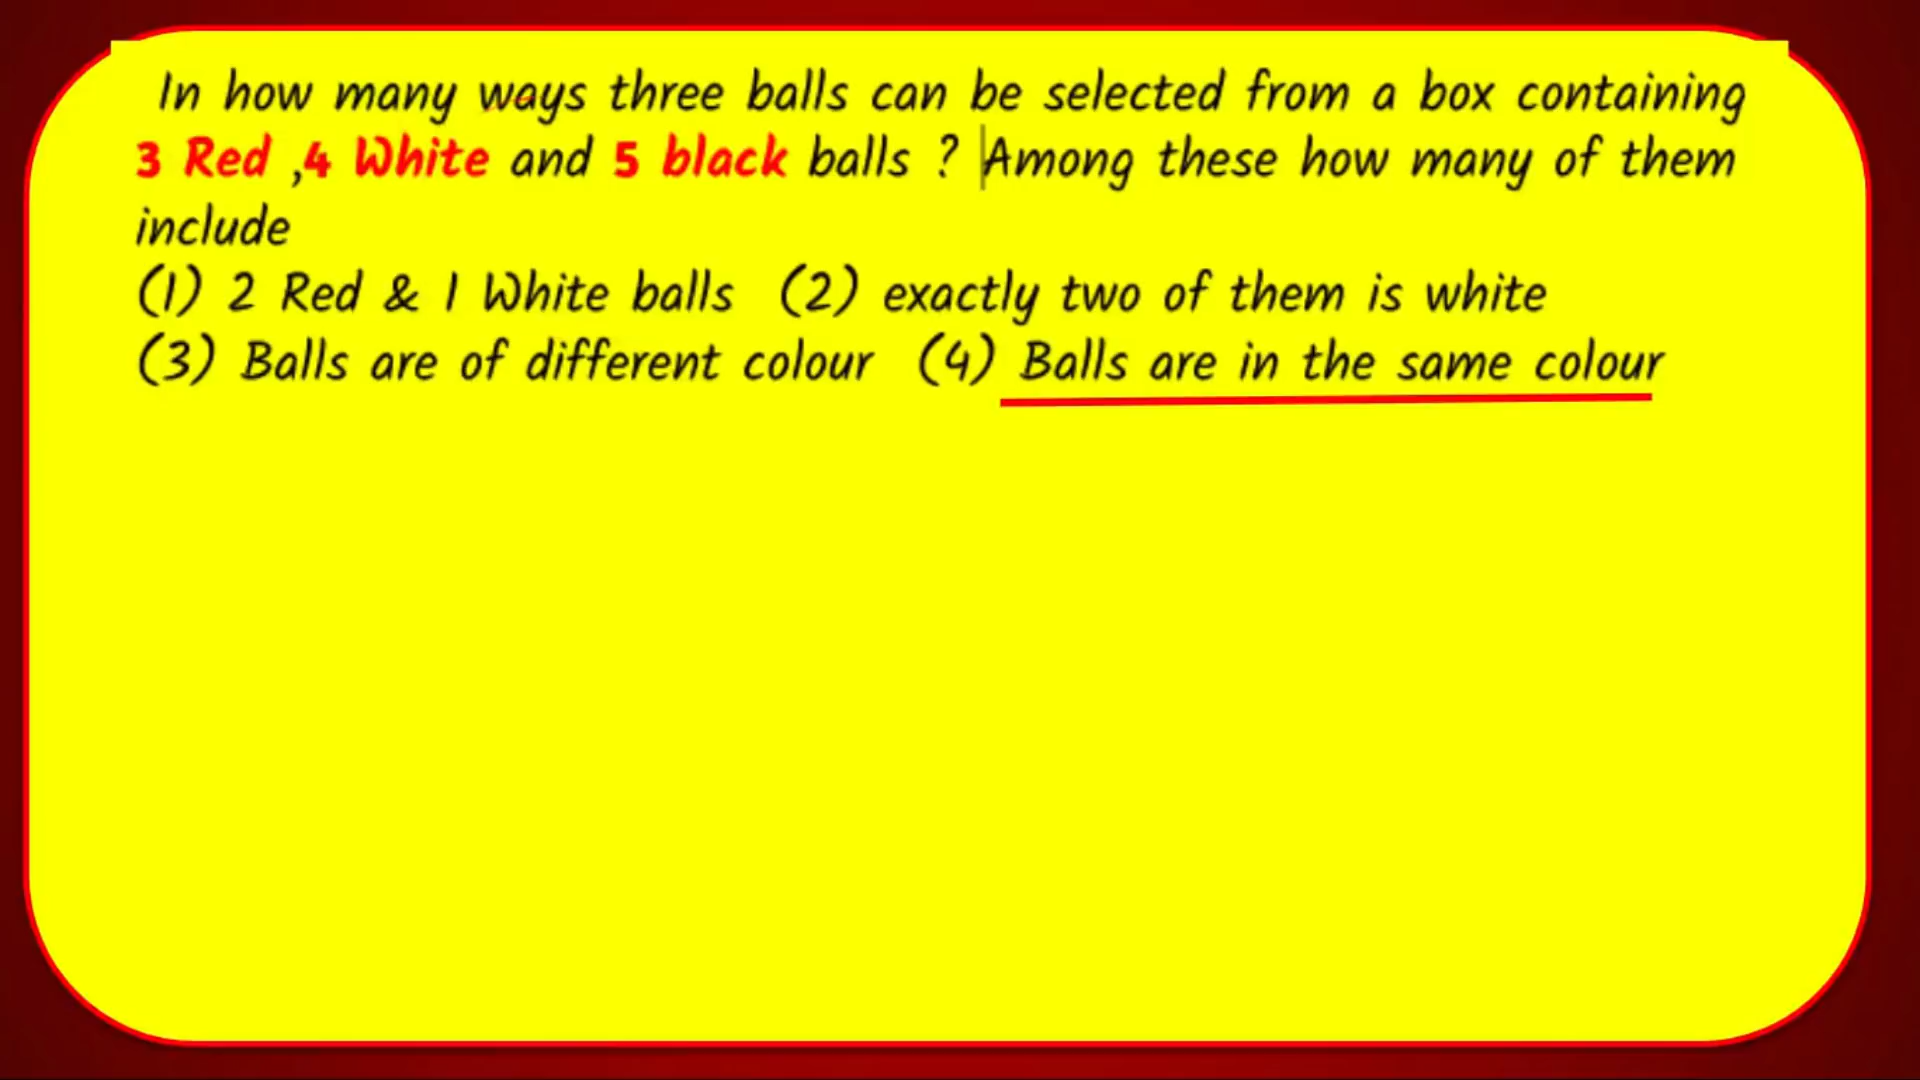 In how many ways three balls can be selected from a box containing
3 Red ,4 White and 5 black balls ? Among these how many of them
include
(1) 2 Red & 1 White balls (2) exactly two of them is white
(3) Balls are of different colour (4) Balls are in the same colour